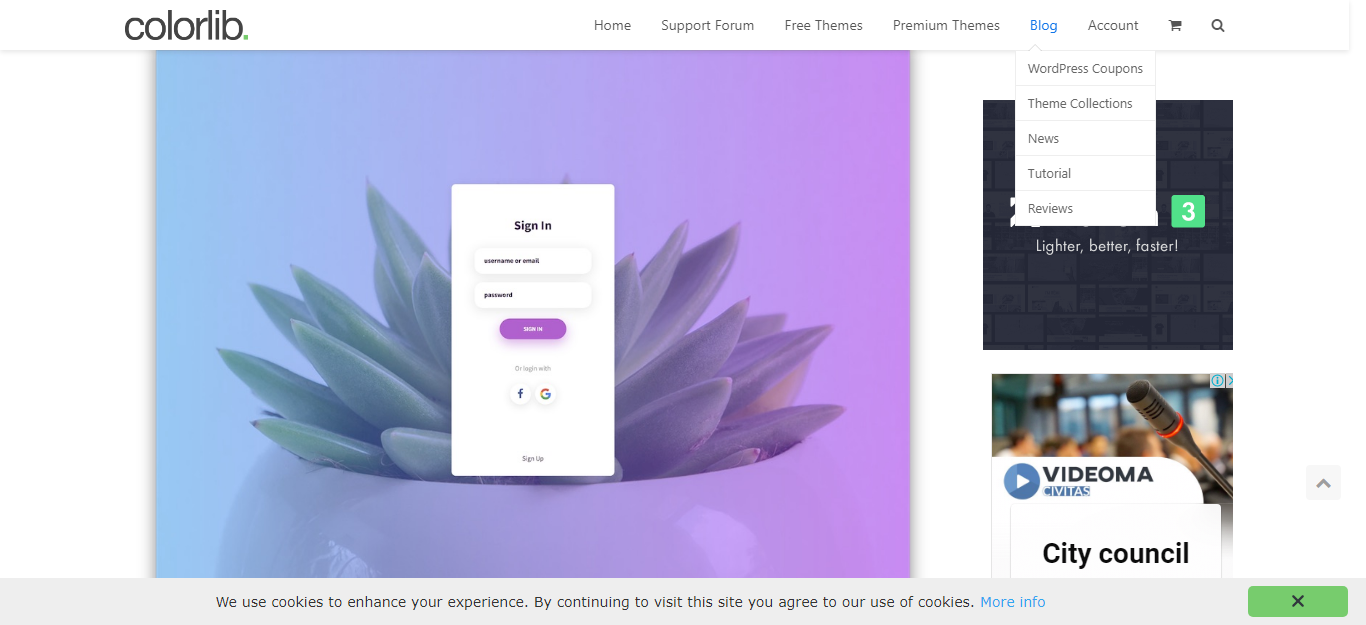 colorlib.
Home
Support Forum
Free Themes
Premium Themes
Blog
Account
WordPress Coupons
Theme Collections
News
Tutorial
Reviews
Sign In
username or email
password
SIGN IN
Or login with
f
G
Sign Up
3
Lighter, better, faster!
VIDEOMA
CIVITAS
City council
We use cookies to enhance your experience. By continuing to visit this site you agree to our use of cookies. More info